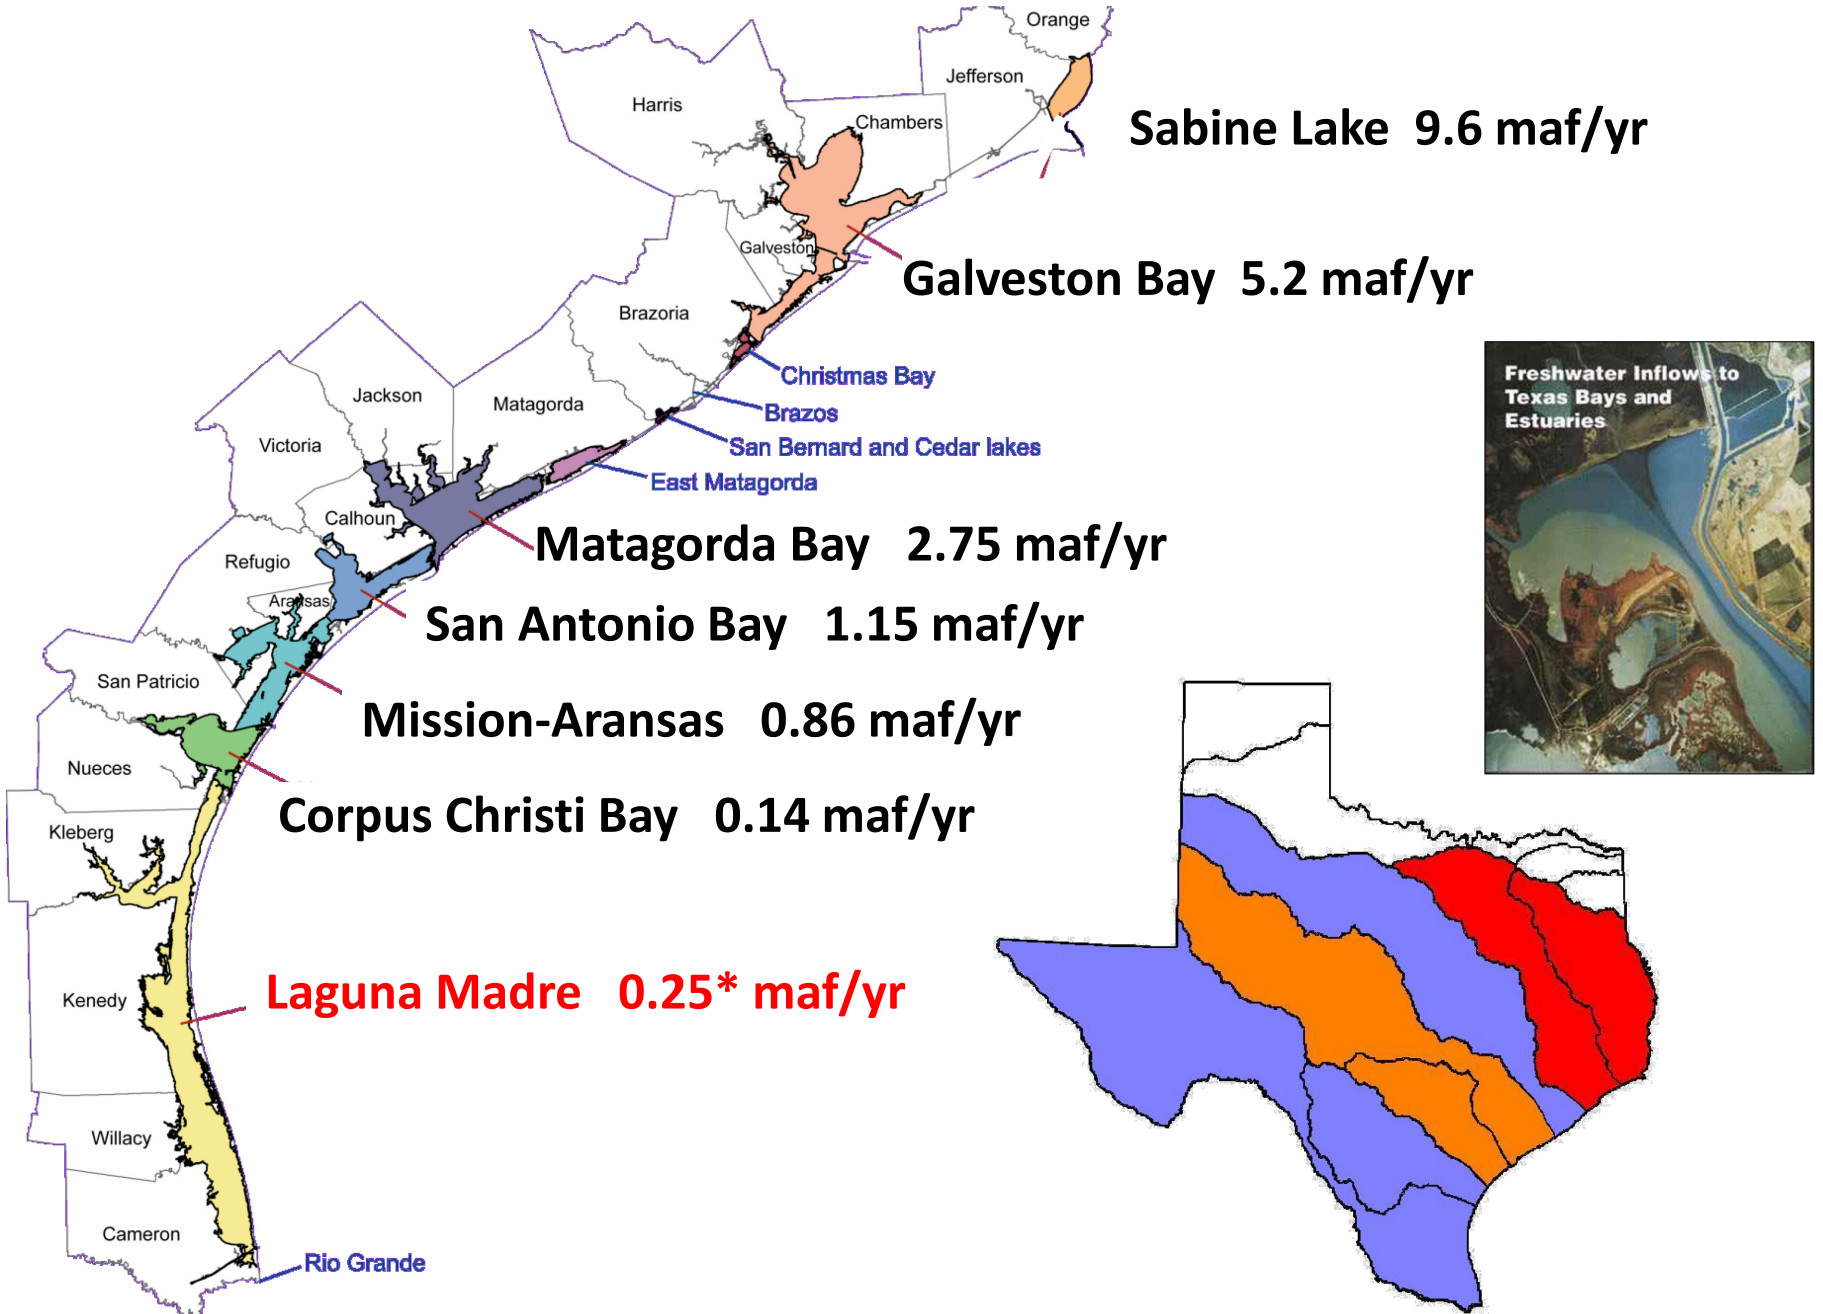 Orange
Jefferson
Harris
Chambers
Sabine Lake 9.6 maf/yr
Galveston
Galveston Bay 5.2 maf/yr
Brazoria
Christmas Bay
Freshwater Inflows to
Texas Bays and
Estuaries
Jackson
Matagorda
Brazos
Victoria
San Bernard and Cedar lakes
East Matagorda
Calhoun
Matagorda Bay 2.75 maf/yr
Refugio
Aransas
San Antonio Bay 1.15 maf/yr
San Patricio
Mission-Aransas 0.86 maf/yr
Nueces
Corpus Christi Bay 0.14 maf/yr
Kleberg
Kenedy
Laguna Madre 0.25* maf/yr
Willacy
Cameron
Rio Grande